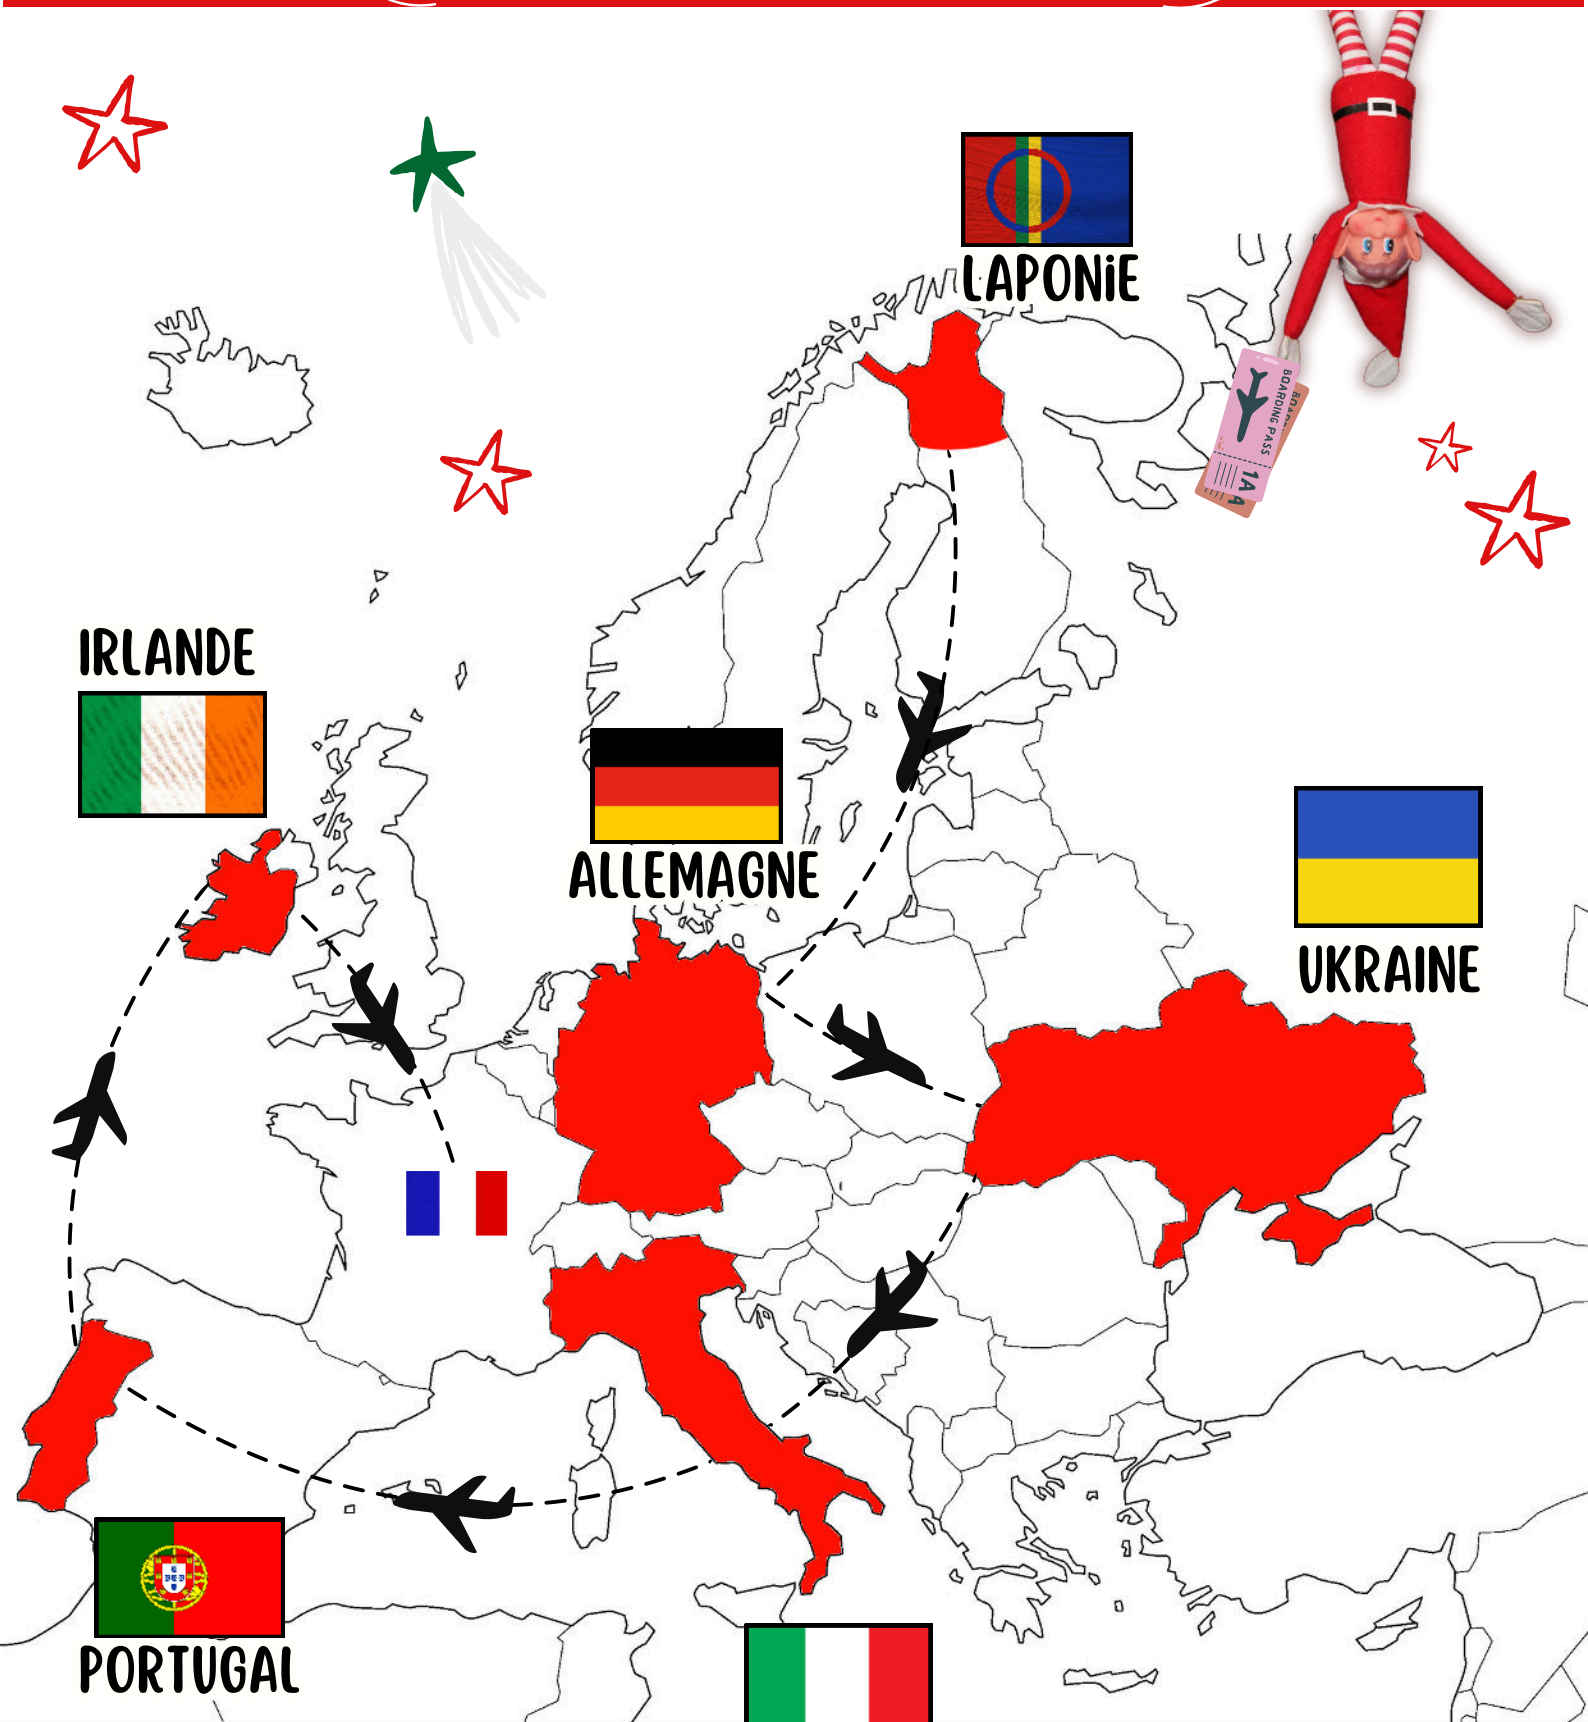 LAPONiE
BOARDING PASS
1A
IRLANDE
ALLEMAGNE
UKRAINE
PORTUGAL